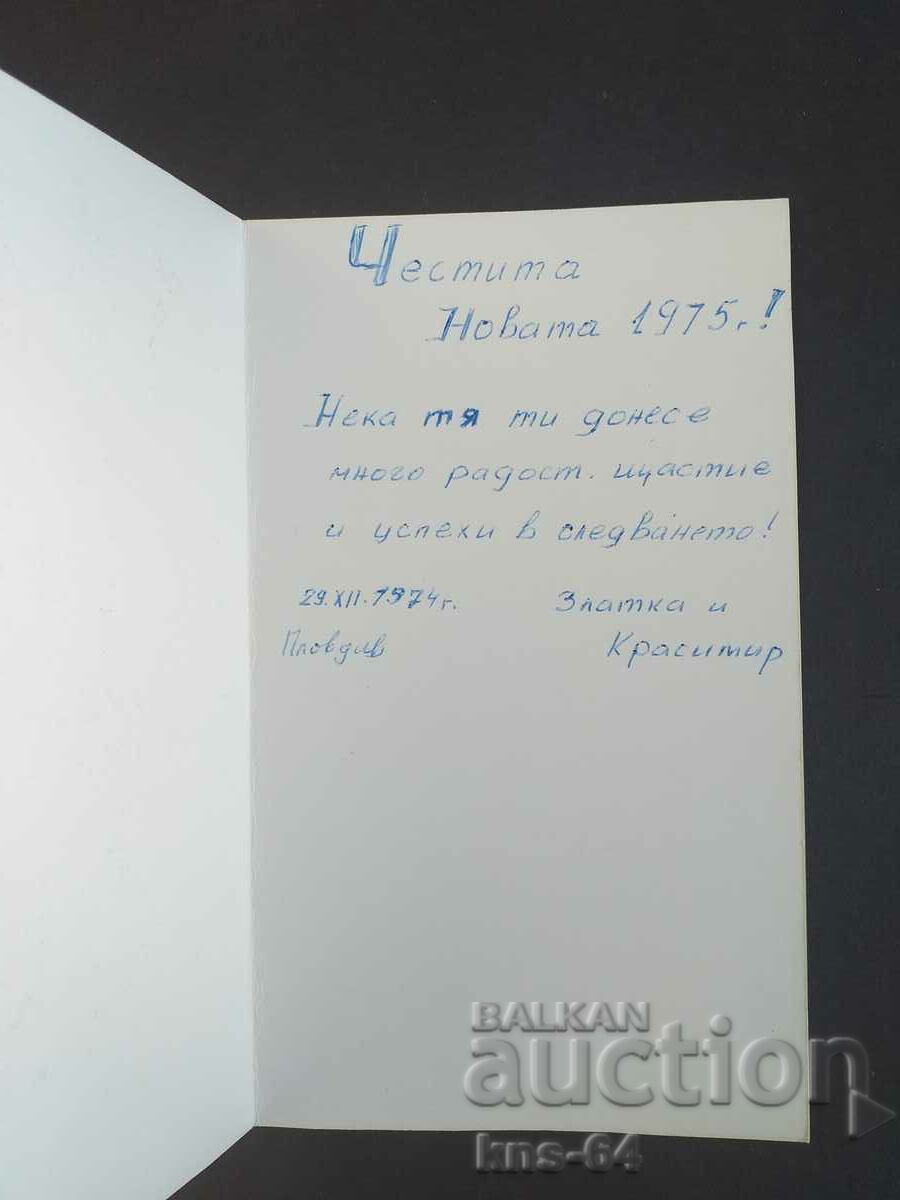 Честита
Новата 1975г.!
Нека тя ти донесе
много радост. щастие
и успехи в следването!
29.XII.1974г. Златка и
Пловдив Красимир
BALKAN
auction
kns-64